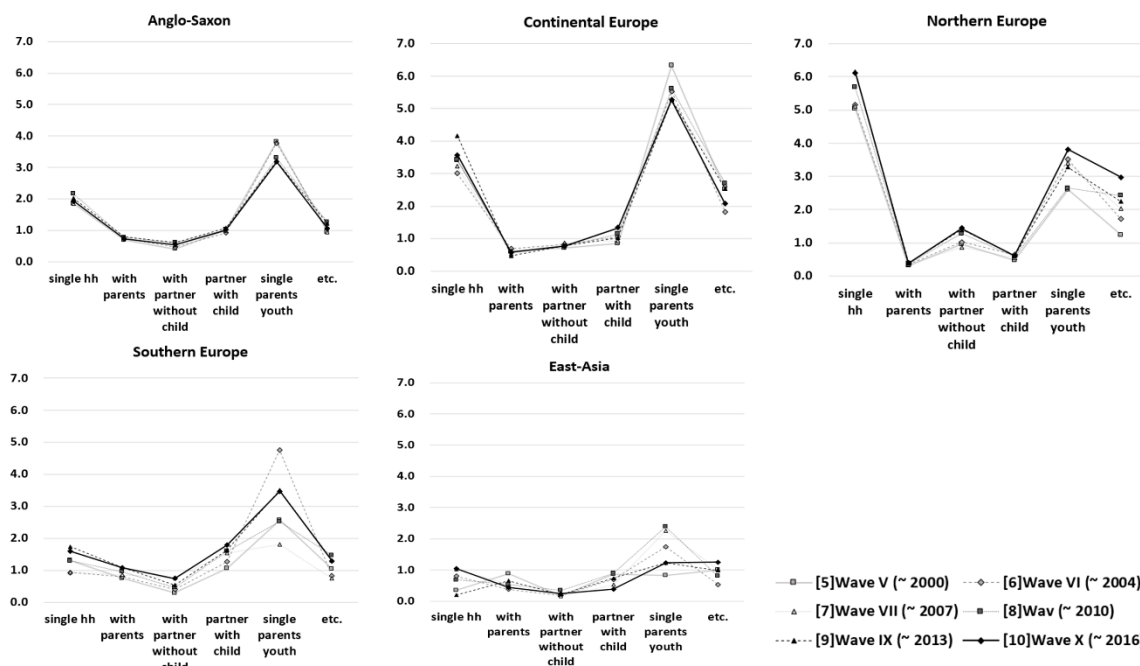 Anglo-Saxon
7.0
6.0
5.0
4.0
3.0
2.0
1.0
0.0
single hh
with
parents
with
partner
without
child
partner
with child
single
parents
youth
etc.
Continental Europe
7.0
6.0
5.0
4.0
3.0
2.0
1.0
0.0
single hh
with
parents
with
partner
without
child
partner
with child
single
parents
youth
etc.
Northern Europe
7.0
6.0
5.0
4.0
3.0
2.0
1.0
0.0
single
hh
with
parents
with
partner
without
child
partner
with child
single
parents
youth
etc.
Southern Europe
7.0
6.0
5.0
4.0
3.0
2.0
1.0
0.0
single hh
with
parents
with
partner
without
child
partner
with child
single
parents
youth
etc.
East-Asia
7.0
6.0
5.0
4.0
3.0
2.0
1.0
0.0
single hh
with
parents
with
partner
without
child
partner
with child
single
parents
youth
etc.
[5]Wave V (~ 2000)
[6]Wave VI (~ 2004)
[7]Wave VII (~ 2007)
[8]Wav (~ 2010)
[9]Wave IX (~ 2013)
[10]Wave X (~ 2016